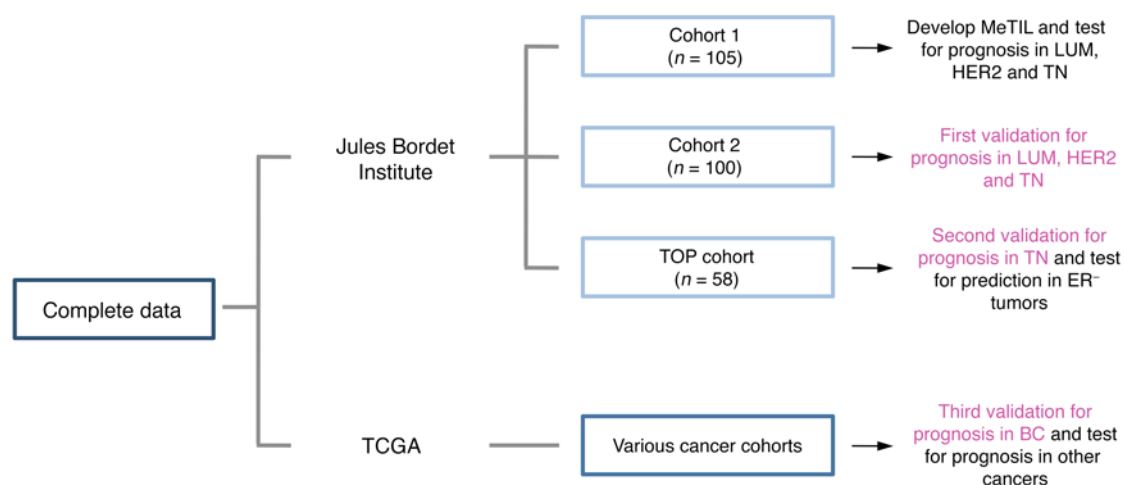 Complete data
Jules Bordet
Institute
TCGA
Cohort 1
(n = 105)
Develop MeTIL and test
for prognosis in LUM,
HER2 and TN
Cohort 2
(n = 100)
First validation for
prognosis in LUM, HER2
and TN
TOP cohort
(n = 58)
Second validation for
prognosis in TN and test
for prediction in ER⁻
tumors
Various cancer cohorts
Third validation for
prognosis in BC and test
for prognosis in other
cancers